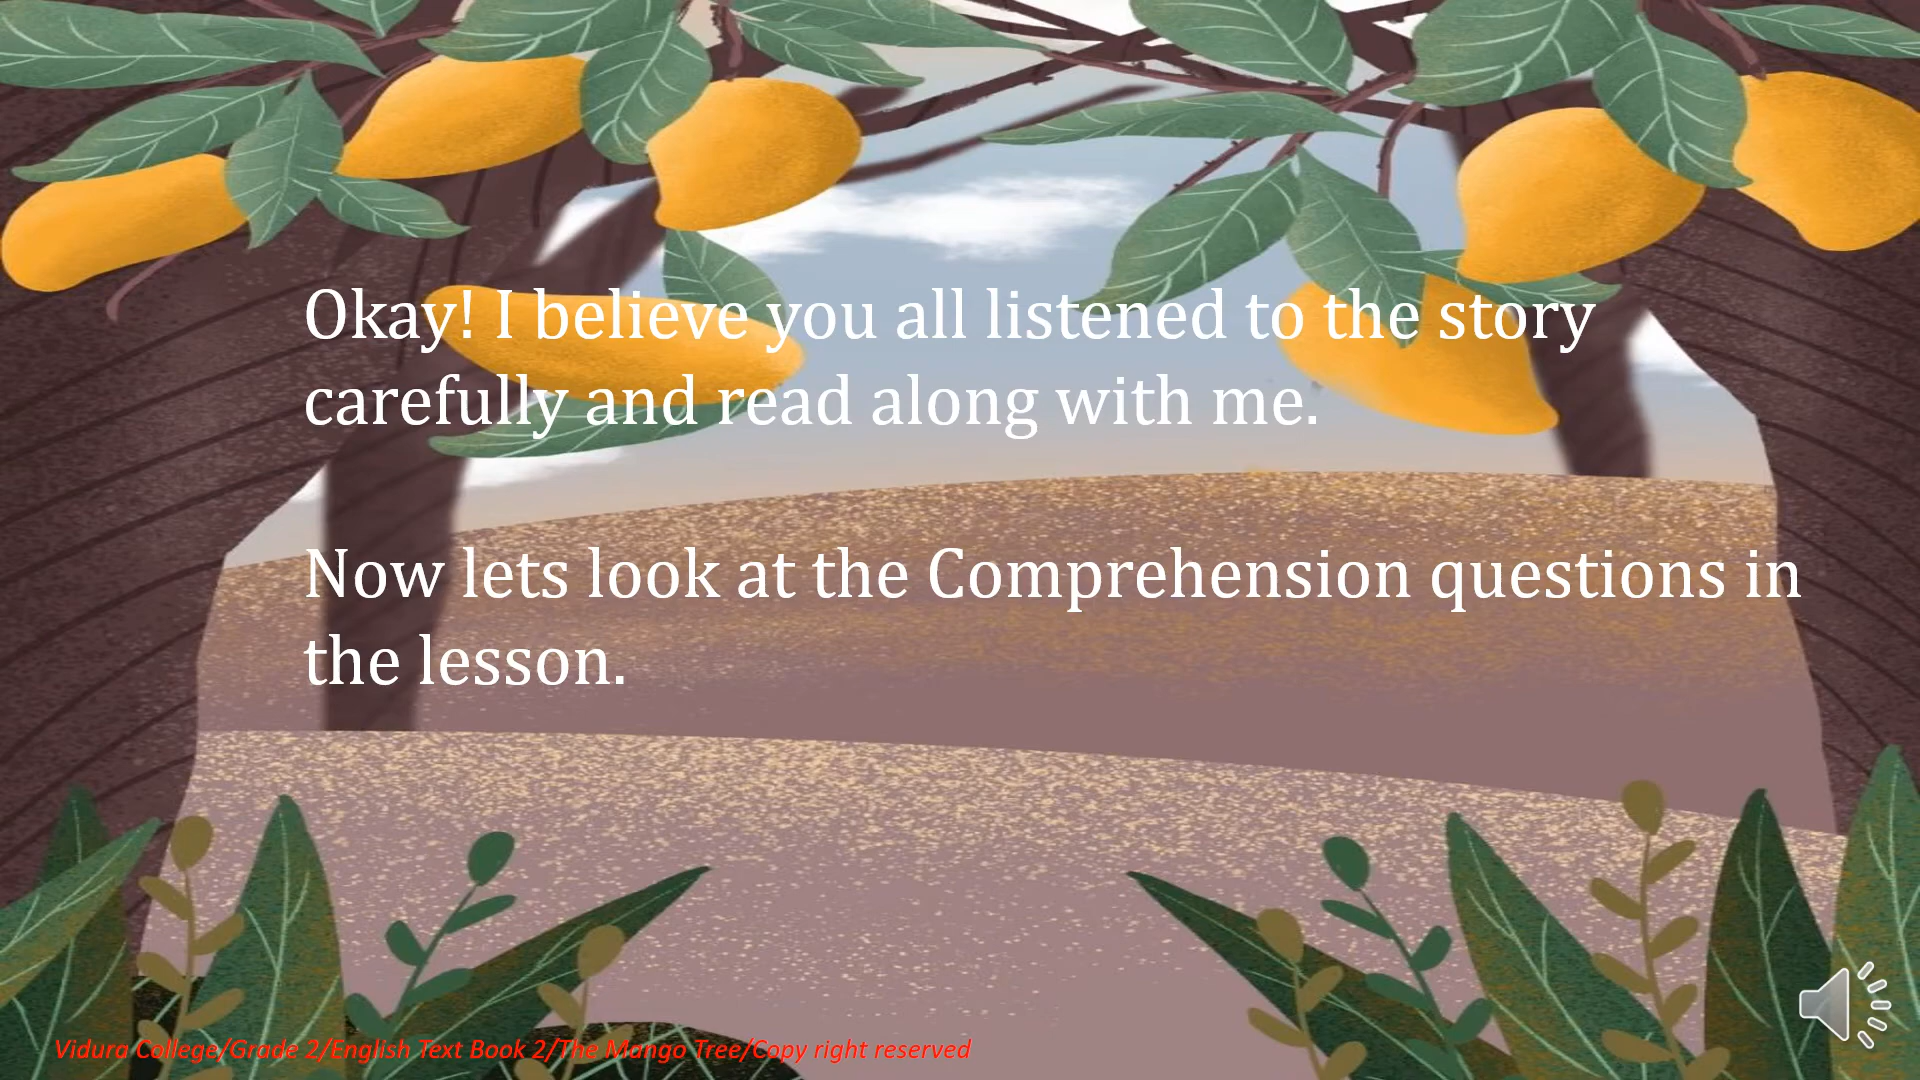 Okay! I believe you all listened to the story
carefully and read along with me.
Now lets look at the Comprehension questions in
the lesson.
Vidura College/Grade 2/English Text Book 2/The Mango Tree/Copy right reserved